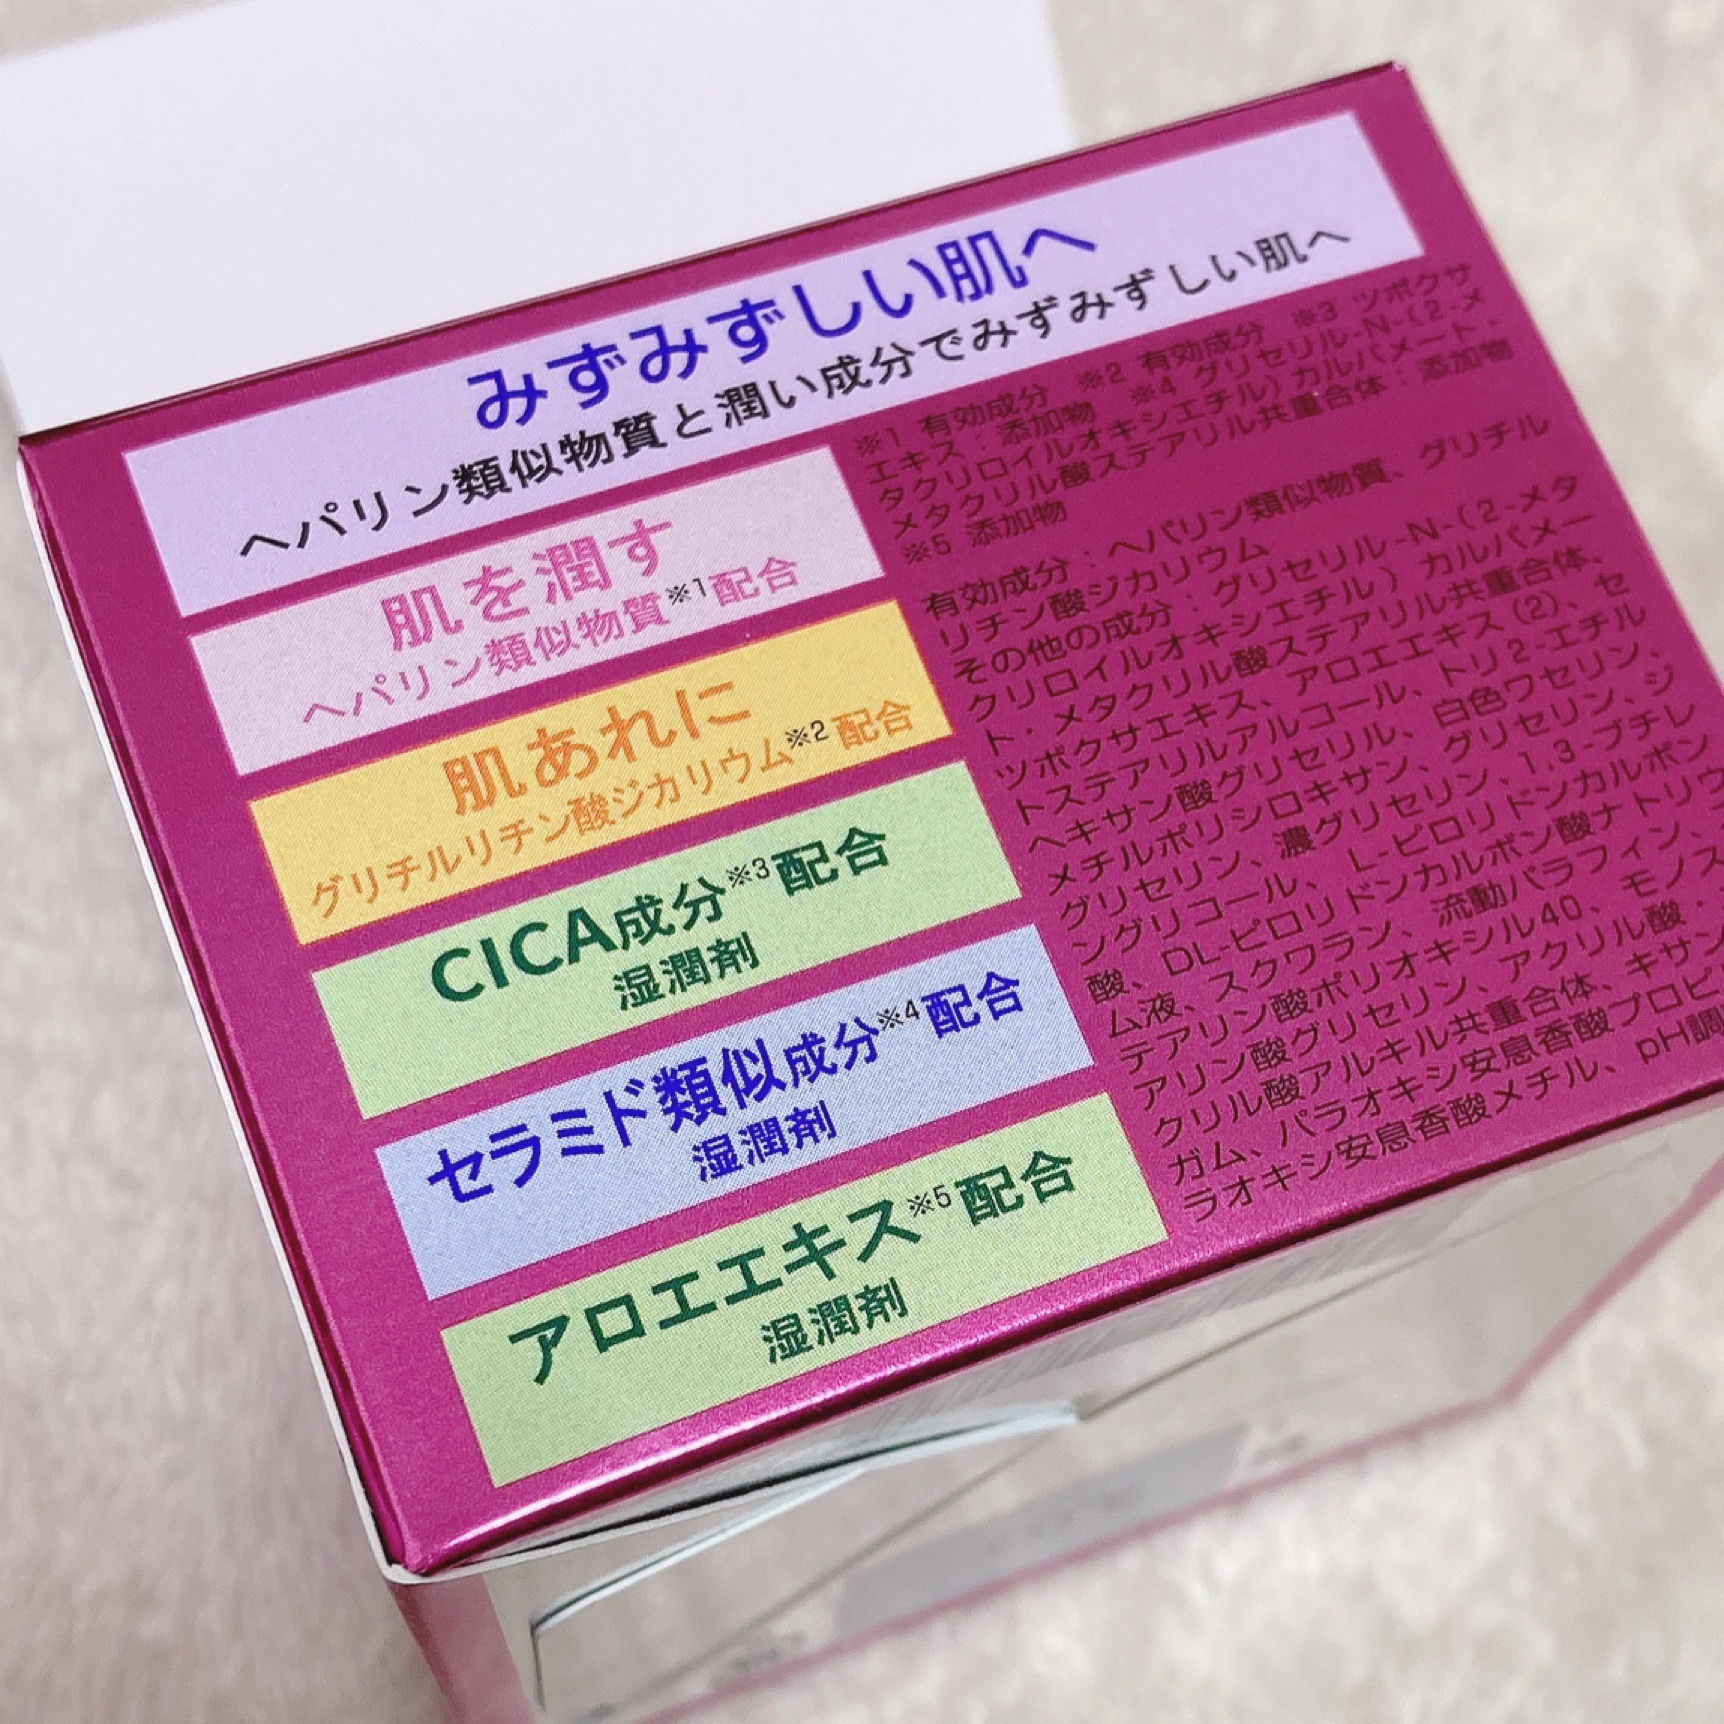 みずみずしい肌へ
ヘパリン類似物質と潤い成分でみずみずしい肌へ
肌を潤す
ヘパリン類似物質※1配合
肌あれに
グリチルリチン酸ジカリウム※2配合
CICA成分※3配合
湿潤剤
セラミド類似成分※4配合
湿潤剤
アロエエキス※5配合
湿潤剤
※1 有効成分 ※2 有効成分 ※3 ツボクサ
エキス：添加物 ※4 グリセリル-N-(2-メ
タクリロイルオキシエチル)カルバメート・
メタクリル酸ステアリル共重合体：添加物
※5 添加物
有効成分：ヘパリン類似物質、グリチル
リチン酸ジカリウム
その他の成分：グリセリル-N-(2-メタ
クリロイルオキシエチル) カルバメー
ト・メタクリル酸ステアリル共重合体、
ツボクサエキス、アロエエキス(2)、セ
トステアリルアルコール、トリ2-エチル
ヘキサン酸グリセリル、白色ワセリン、
メチルポリシロキサン、グリセリン、ジ
グリセリン、濃グリセリン、1,3-ブチレ
ングリコール、L-ピロリドンカルボン
酸、DL-ピロリドンカルボン酸ナトリウ
ム液、スクワラン、流動パラフィン、
テアリン酸ポリオキシル40、モノス
アリン酸グリセリン、アクリル酸・
クリル酸アルキル共重合体、キサン
ガム、パラオキシ安息香酸プロピ
ラオキシ安息香酸メチル、pH調